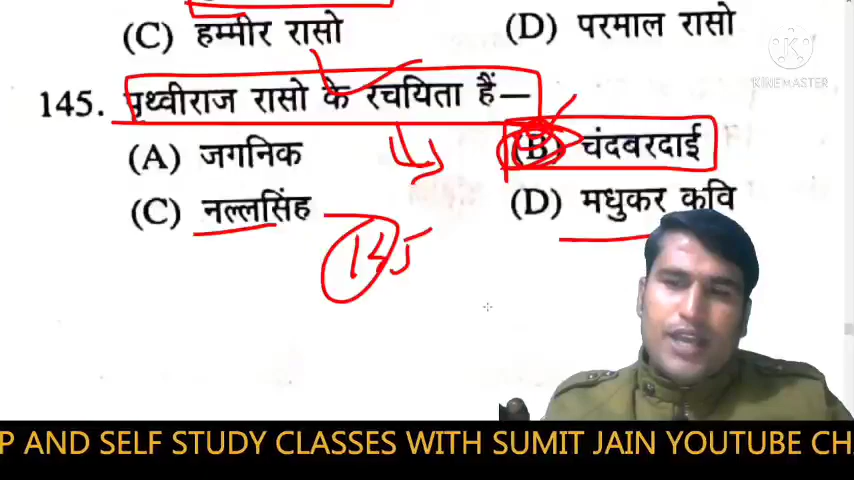 (C) हम्मीर रासो (D) परमाल रासो
KINEMASTER
145. पृथ्वीराज रासो के रचयिता हैं—
(A) जगनिक (B) चंदबरदाई
(C) नल्लसिंह (D) मधुकर कवि
145
P AND SELF STUDY CLASSES WITH SUMIT JAIN YOUTUBE CH